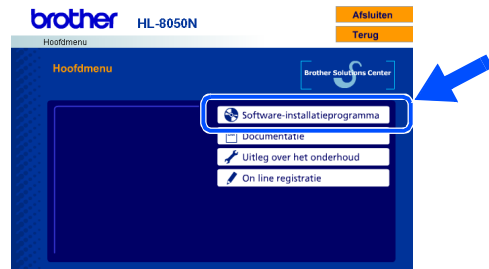 brother HL-8050N
Afsluiten
Terug
Hoofdmenu
Hoofdmenu
Brother Solutions Center
Software-installatieprogramma
Documentatie
Uitleg over het onderhoud
On line registratie